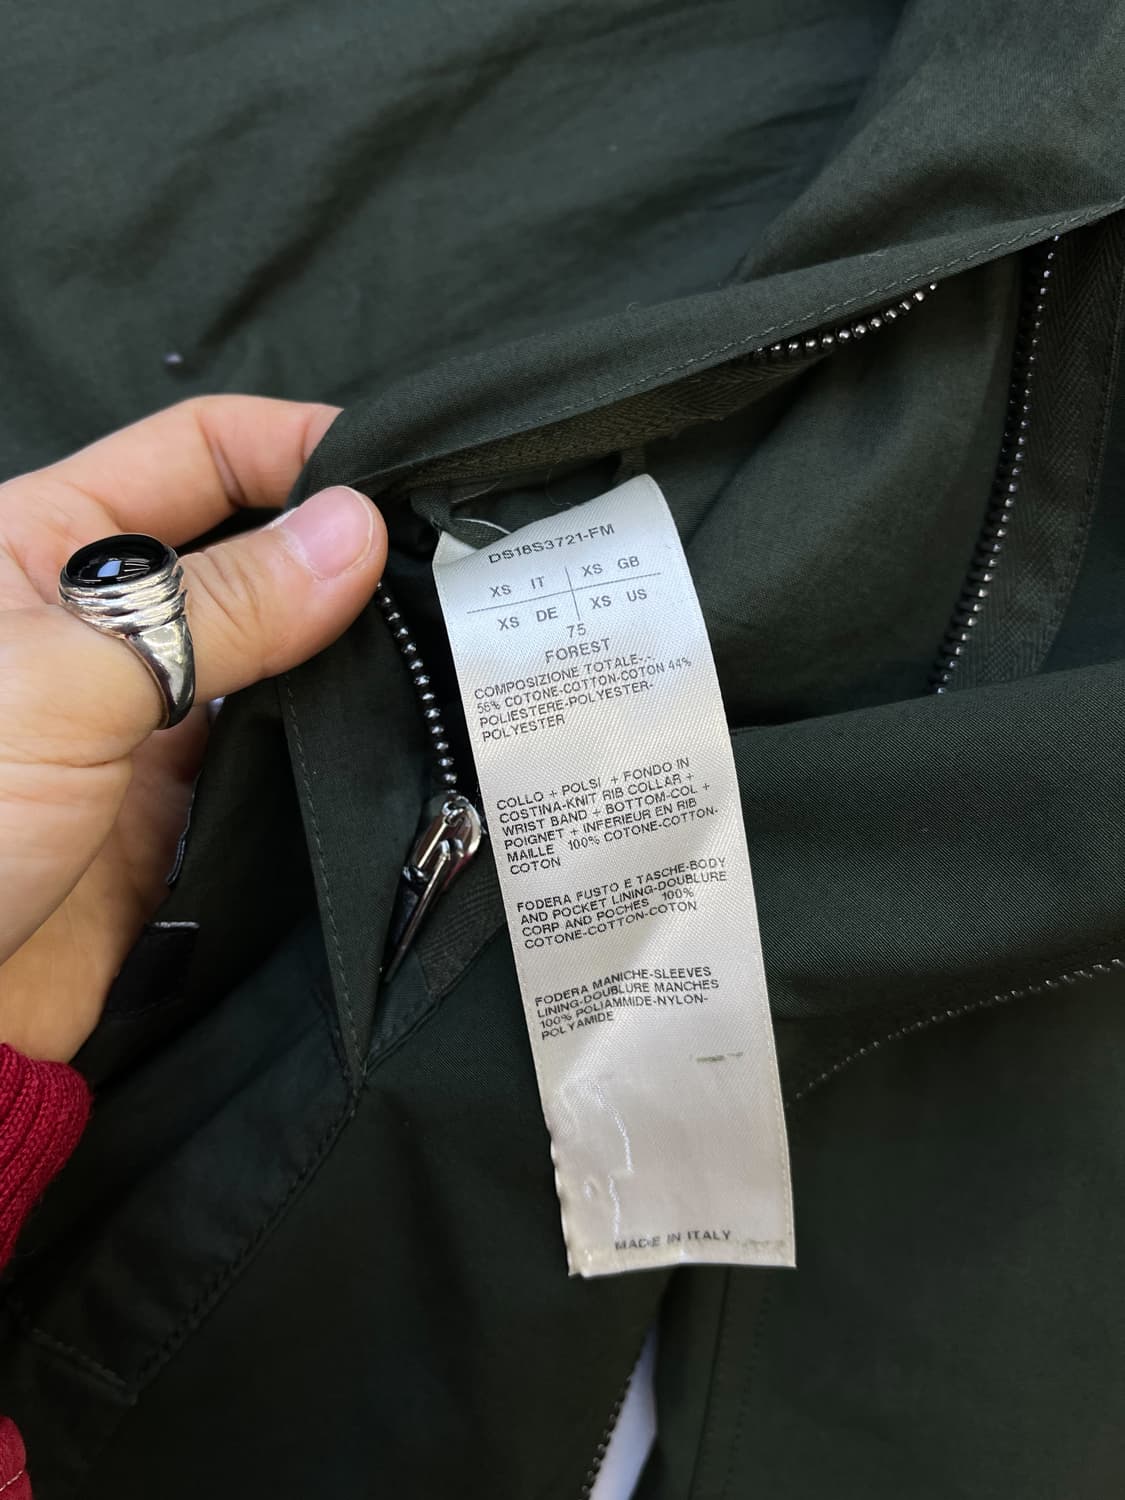 DS18S3721-FM
XS IT XS GB
XS DE XS US
75
FOREST
COMPOSIZIONE TOTALE-
56% COTONE-COTTON-COTON 44%
POLIESTERE-POLYESTER-
POLYESTER
COLLO + POLSI + FONDO IN
COSTINA-KNIT RIB COLLAR +
WRIST BAND + BOTTOM-COL +
POIGNET + INFERIEUR EN RIB
MAILLE 100% COTONE-COTTON-
COTON
FODERA FUSTO E TASCHE-BODY
AND POCKET LINING-DOUBLURE
CORP AND POCHES 100%
COTONE-COTTON-COTON
FODERA MANICHE-SLEEVES
LINING-DOUBLURE MANCHES
100% POLIAMMIDE-NYLON-
POLYAMIDE
MADE IN ITALY